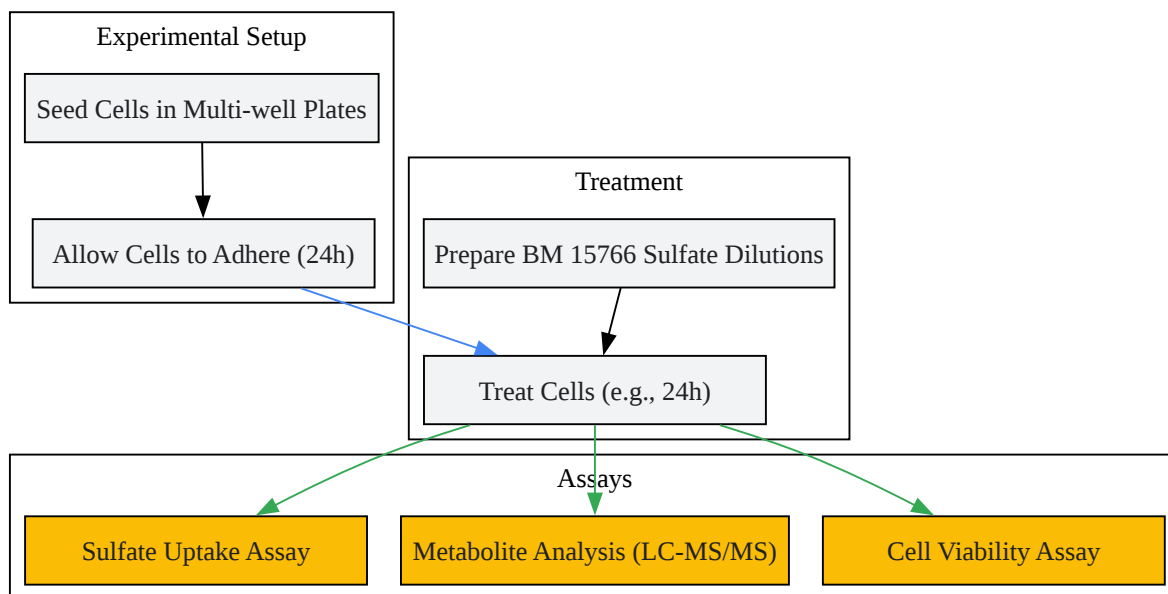 Experimental Setup
Seed Cells in Multi-well Plates
Allow Cells to Adhere (24h)
Treatment
Prepare BM 15766 Sulfate Dilutions
Treat Cells (e.g., 24h)
Assays
Sulfate Uptake Assay
Metabolite Analysis (LC-MS/MS)
Cell Viability Assay